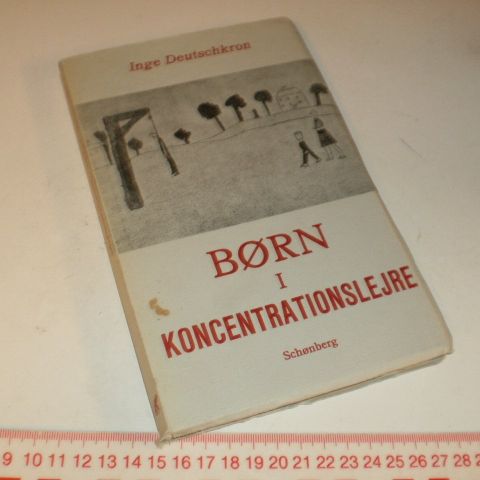 Inge Deutschkron
BØRN
I
KONCENTRATIONSLEJRE
Schønberg
9 10 11 12 13 14 15 16 17 18 19 20 21 22 23 24 25 26 27 28